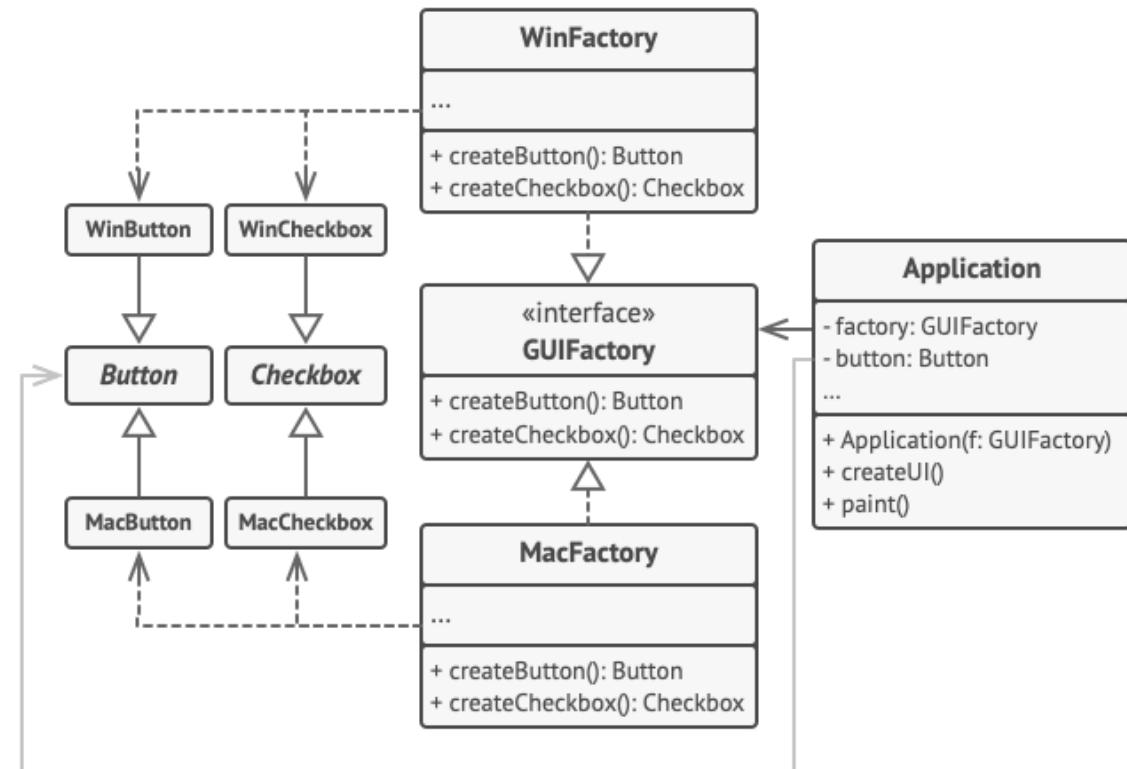 WinFactory
...
+ createButton(): Button
+ createCheckbox(): Checkbox
WinButton
WinCheckbox
Button
Checkbox
MacButton
MacCheckbox
«interface»
GUIFactory
+ createButton(): Button
+ createCheckbox(): Checkbox
Application
- factory: GUIFactory
- button: Button
...
+ Application(f: GUIFactory)
+ createUI()
+ paint()
MacFactory
...
+ createButton(): Button
+ createCheckbox(): Checkbox